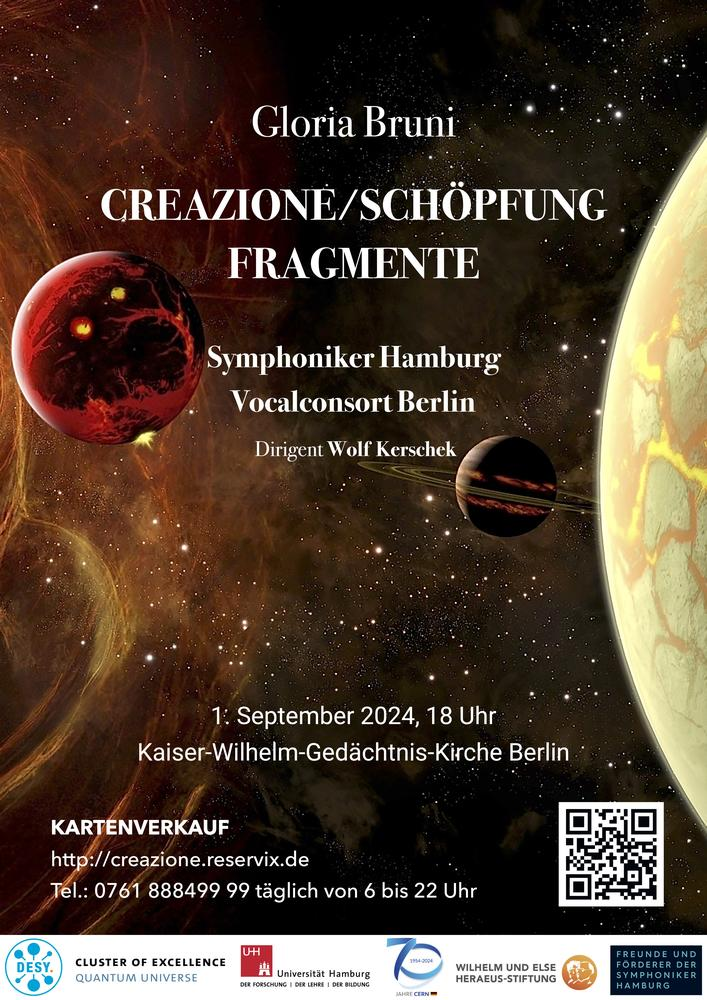 Gloria Bruni
CREAZIONE/SCHÖPFUNG
FRAGMENTE
Symphoniker Hamburg
Vocalconsort Berlin
Dirigent Wolf Kerschek
1. September 2024, 18 Uhr
Kaiser-Wilhelm-Gedächtnis-Kirche Berlin
KARTENVERKAUF
http://creazione.reservix.de
Tel.: 0761 888499 99 täglich von 6 bis 22 Uhr
DESY.
CLUSTER OF EXCELLENCE
QUANTUM UNIVERSE
UHH
Universität Hamburg
DER FORSCHUNG | DER LEHRE | DER BILDUNG
70
1954-2024
JAHRE CERN
WILHELM UND ELSE
HERAEUS-STIFTUNG
FREUNDE UND
FÖRDERER DER
SYMPHONIKER
HAMBURG